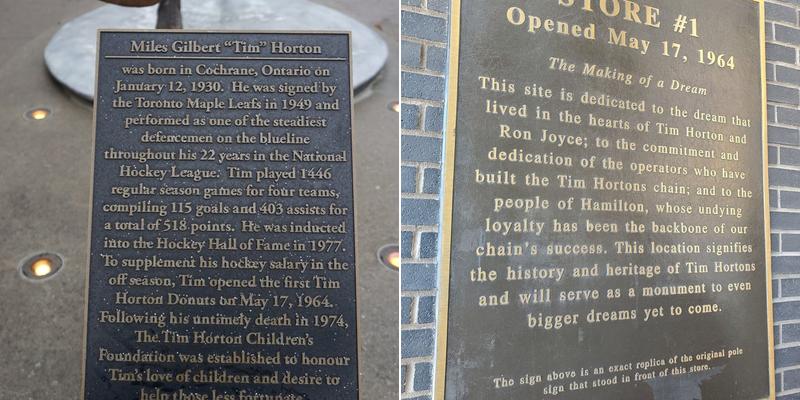 Miles Gilbert "Tim" Horton
was born in Cochrane, Ontario on
January 12, 1930. He was signed by
the Toronto Maple Leafs in 1949 and
performed as one of the steadiest
defencemen on the blueline
throughout his 22 years in the National
Hockey League. Tim played 1446
regular season games for four teams,
compiling 115 goals and 403 assists for
a total of 518 points. He was inducted
into the Hockey Hall of Fame in 1977.
To supplement his hockey salary in the
off season, Tim opened the first Tim
Horton Donuts on May 17, 1964.
Following his untimely death in 1974,
The Tim Horton Children's
Foundation was established to honour
Tim's love of children and desire to
help those less fortunate
STORE #1
Opened May 17, 1964
The Making of a Dream
This site is dedicated to the dream that
lived in the hearts of Tim Horton and
Ron Joyce; to the commitment and
dedication of the operators who have
built the Tim Hortons chain; and to the
people of Hamilton, whose undying
loyalty has been the backbone of our
chain's success. This location signifies
the history and heritage of Tim Hortons
and will serve as a monument to even
bigger dreams yet to come.
The sign above is an exact replica of the original pole
sign that stood in front of this store.